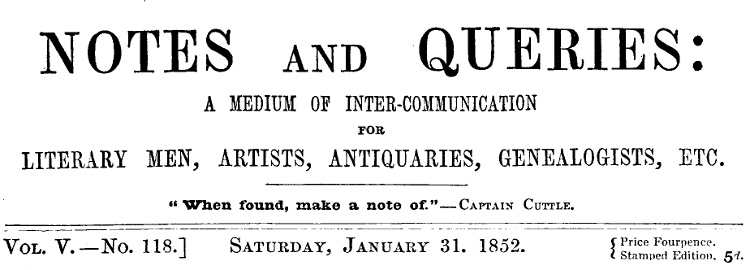 NOTES AND QUERIES:
A MEDIUM OF INTER-COMMUNICATION
FOR
LITERARY MEN, ARTISTS, ANTIQUARIES, GENEALOGISTS, ETC.
“When found, make a note of.”—CAPTAIN CUTTLE.
VOL. V.—No. 118.] SATURDAY, JANUARY 31. 1852. { Price Fourpence.
{ Stamped Edition, 5d.